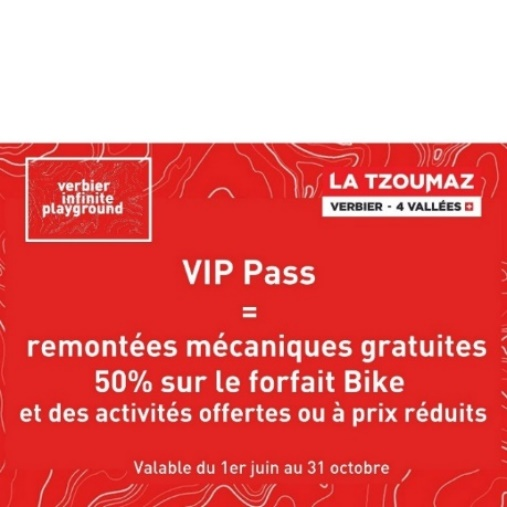 verbier
infinite
playground
LA TZOUMAZ
VERBIER - 4 VALLÉES
VIP Pass
=
remontées mécaniques gratuites
50% sur le forfait Bike
et des activités offertes ou à prix réduits
Valable du 1er juin au 31 octobre